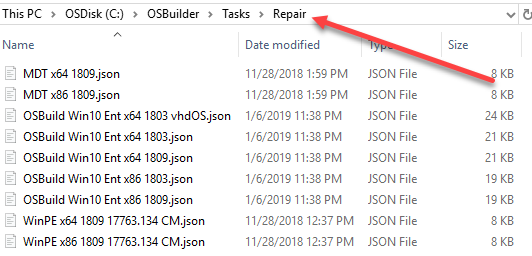 This PC > OSDisk (C:) > OSBuilder > Tasks > Repair
Name Date modified Type Size
MDT x64 1809.json 11/28/2018 1:59 PM JSON File 8 KB
MDT x86 1809.json 11/28/2018 1:59 PM JSON File 8 KB
OSBuild Win10 Ent x64 1803 vhdOS.json 1/6/2019 11:38 PM JSON File 24 KB
OSBuild Win10 Ent x64 1803.json 1/6/2019 11:38 PM JSON File 21 KB
OSBuild Win10 Ent x64 1809.json 1/6/2019 11:38 PM JSON File 21 KB
OSBuild Win10 Ent x86 1803.json 1/6/2019 11:38 PM JSON File 19 KB
OSBuild Win10 Ent x86 1809.json 1/6/2019 11:38 PM JSON File 19 KB
WinPE x64 1809 17763.134 CM.json 11/28/2018 12:37 PM JSON File 8 KB
WinPE x86 1809 17763.134 CM.json 11/28/2018 12:37 PM JSON File 8 KB